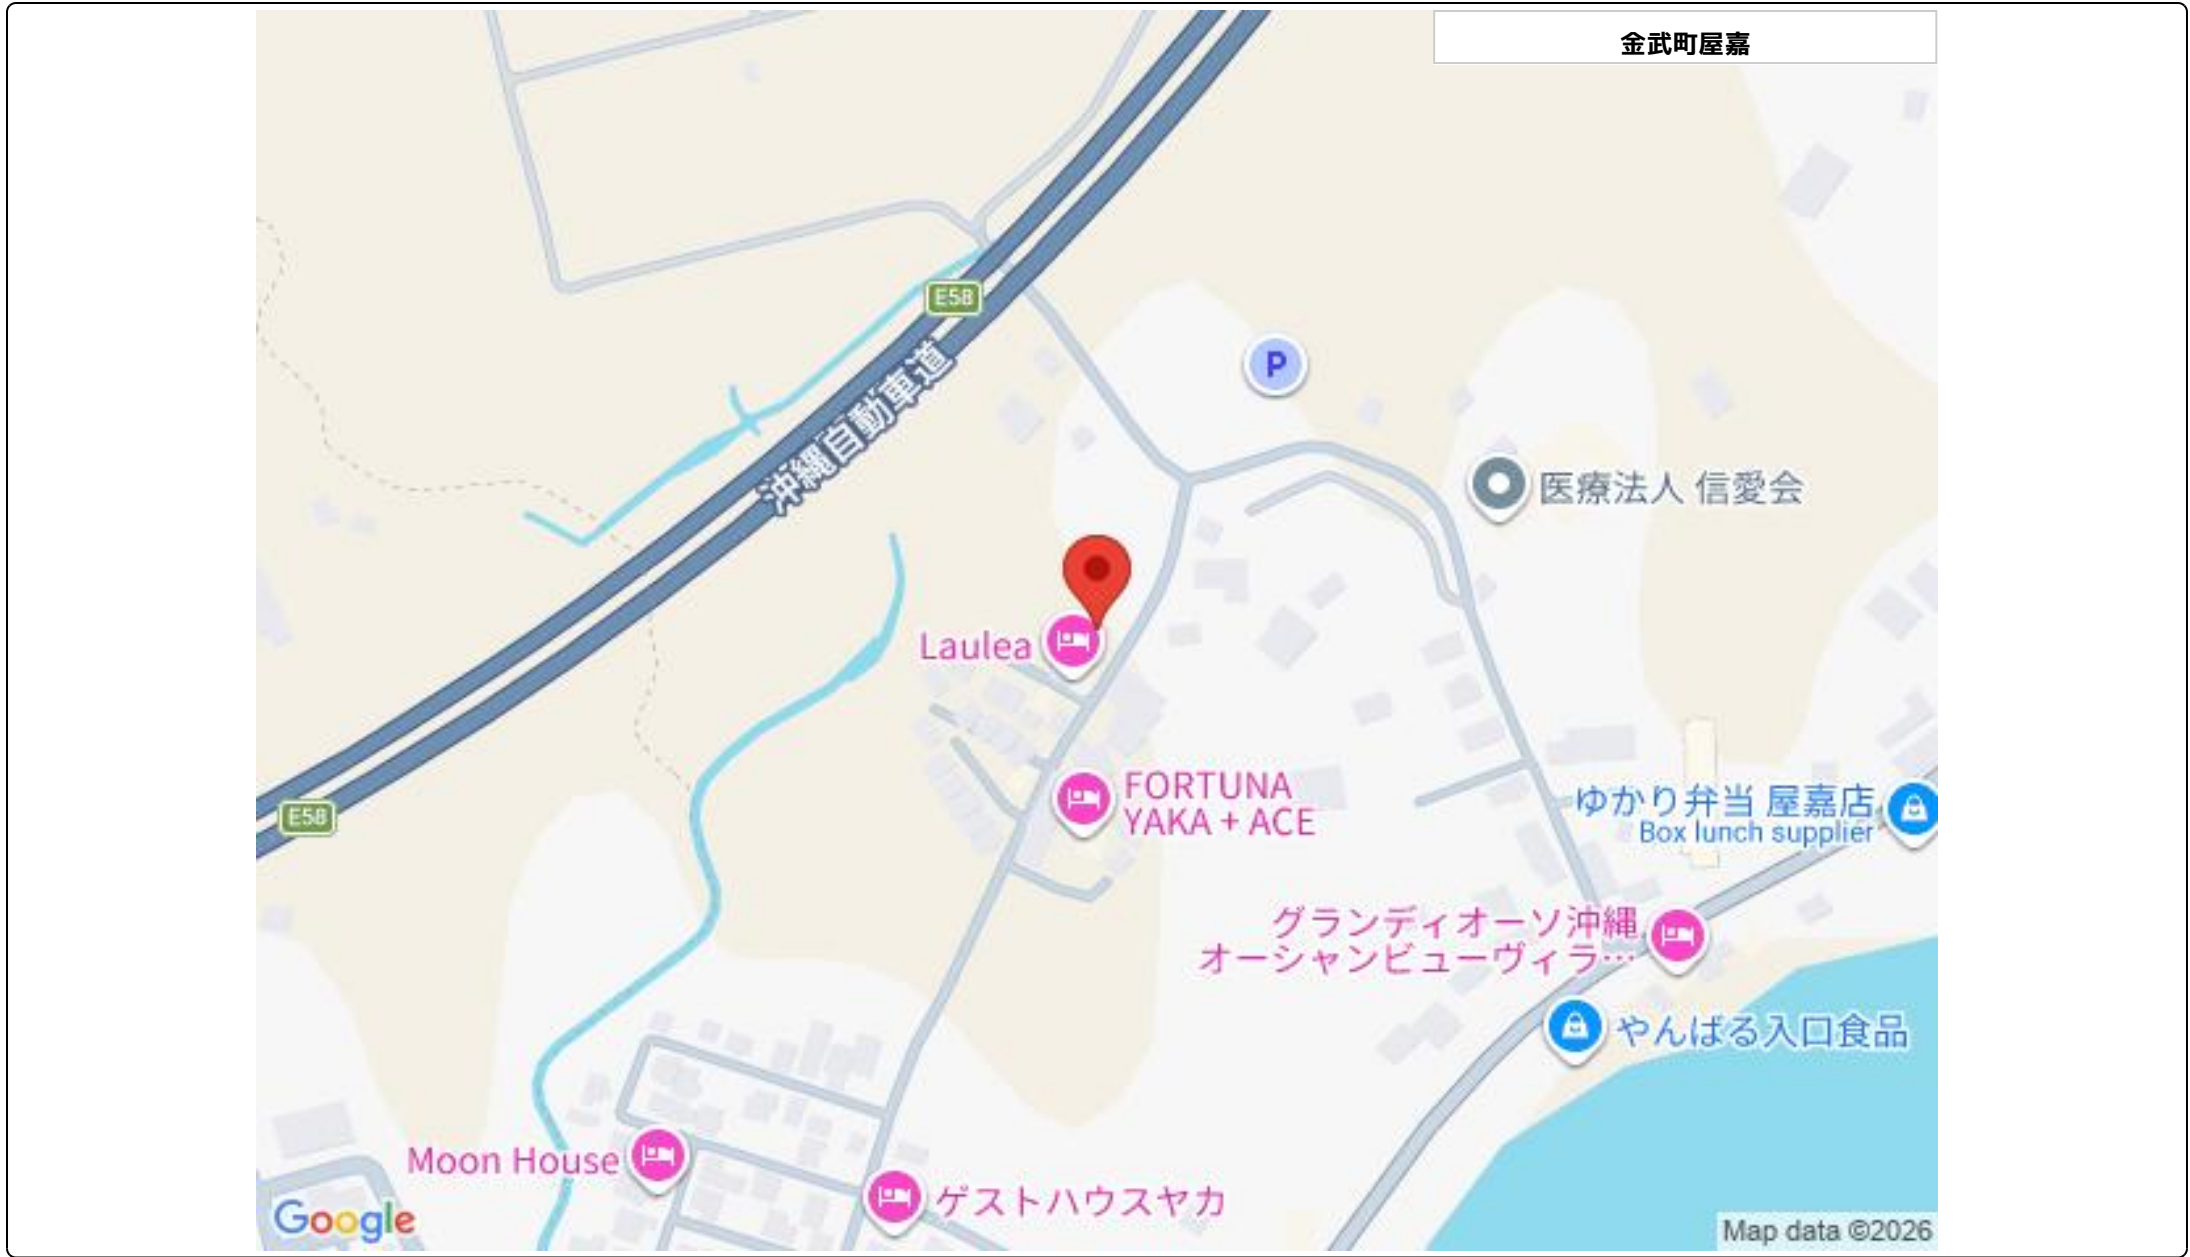 金武町屋嘉
E58
沖縄自動車道
P
医療法人 信愛会
Laulea
FORTUNA
YAKA + ACE
E58
ゆかり弁当 屋嘉店
Box lunch supplier
グランディオーソ沖縄
オーシャンビューヴィラ…
やんばる入口食品
Moon House
ゲストハウスヤカ
Google
Map data ©2026